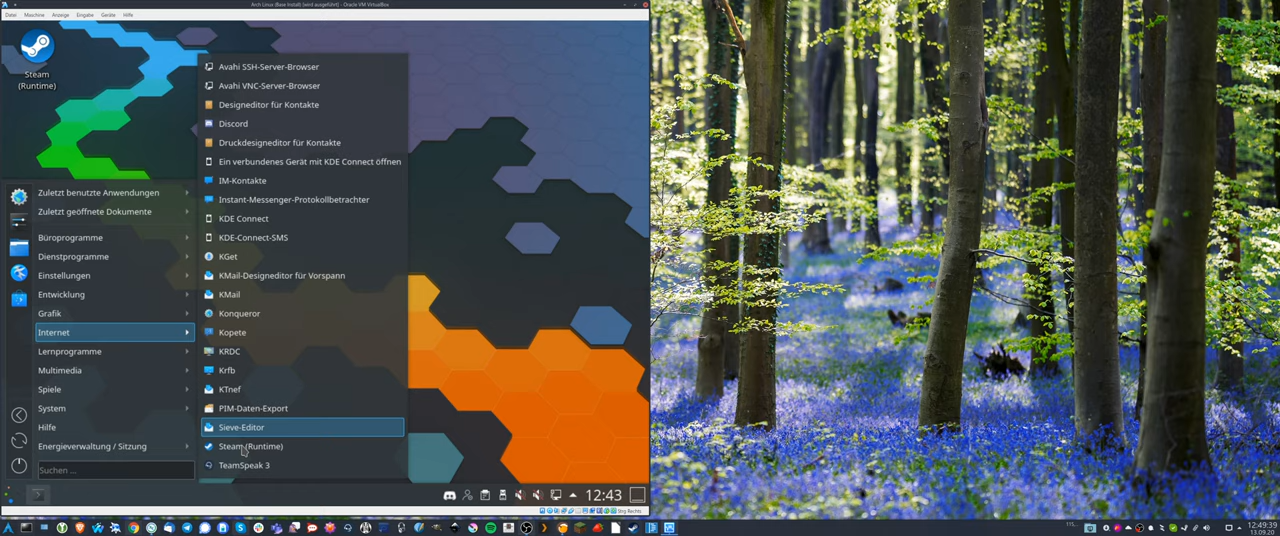 Arch Linux (Base Install) [wird ausgeführt] - Oracle VM VirtualBox
Datei Maschine Anzeige Eingabe Geräte Hilfe
Steam
(Runtime)
Zuletzt benutzte Anwendungen
Zuletzt geöffnete Dokumente
Büroprogramme
Dienstprogramme
Einstellungen
Entwicklung
Grafik
Internet
Lernprogramme
Multimedia
Spiele
System
Hilfe
Energieverwaltung / Sitzung
Suchen ...
Avahi SSH-Server-Browser
Avahi VNC-Server-Browser
Designeditor für Kontakte
Discord
Druckdesigneditor für Kontakte
Ein verbundenes Gerät mit KDE Connect öffnen
IM-Kontakte
Instant-Messenger-Protokollbetrachter
KDE Connect
KDE-Connect-SMS
KGet
KMail-Designeditor für Vorspann
KMail
Konqueror
Kopete
KRDC
Krfb
KTnef
PIM-Daten-Export
Sieve-Editor
Steam (Runtime)
TeamSpeak 3
12:43
Strg Rechts
12:49:39
13.09.20